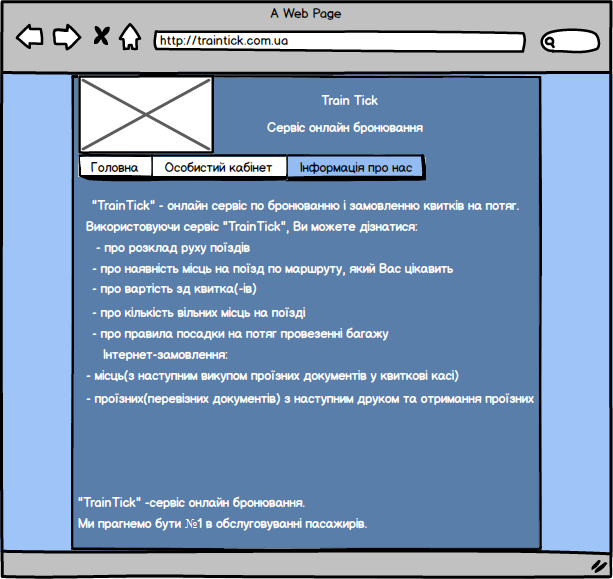 A Web Page
http://traintick.com.ua
Train Tick
Сервіс онлайн бронювання
Головна
Особистий кабінет
Інформація про нас
"TrainTick" - онлайн сервіс по бронюванню і замовленню квитків на потяг.
Використовуючи сервіс "TrainTick", Ви можете дізнатися:
- про розклад руху поїздів
- про наявність місць на поїзд по маршруту, який Вас цікавить
- про вартість зд квитка(-ів)
- про кількість вільних місць на поїзді
- про правила посадки на потяг провезенні багажу
Інтернет-замовлення:
- місць(з наступним викупом проїзних документів у квиткові касі)
- проїзних(перевізних документів) з наступним друком та отримання проїзних
"TrainTick" -сервіс онлайн бронювання.
Ми прагнемо бути №1 в обслуговуванні пасажирів.